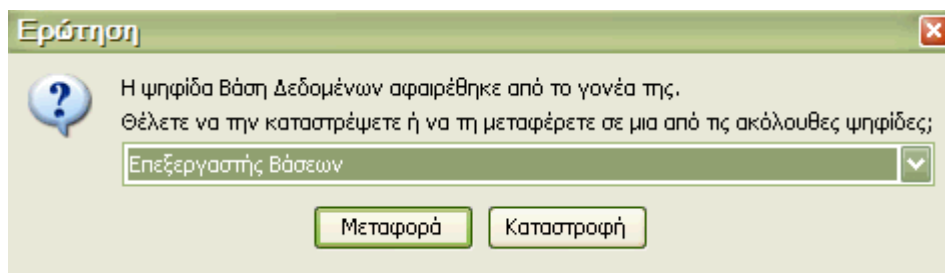 Ερώτηση
Η ψηφίδα Βάση Δεδομένων αφαιρέθηκε από το γονέα της.
Θέλετε να την καταστρέψετε ή να τη μεταφέρετε σε μια από τις ακόλουθες ψηφίδες;
Επεξεργαστής Βάσεων
Μεταφορά Καταστροφή